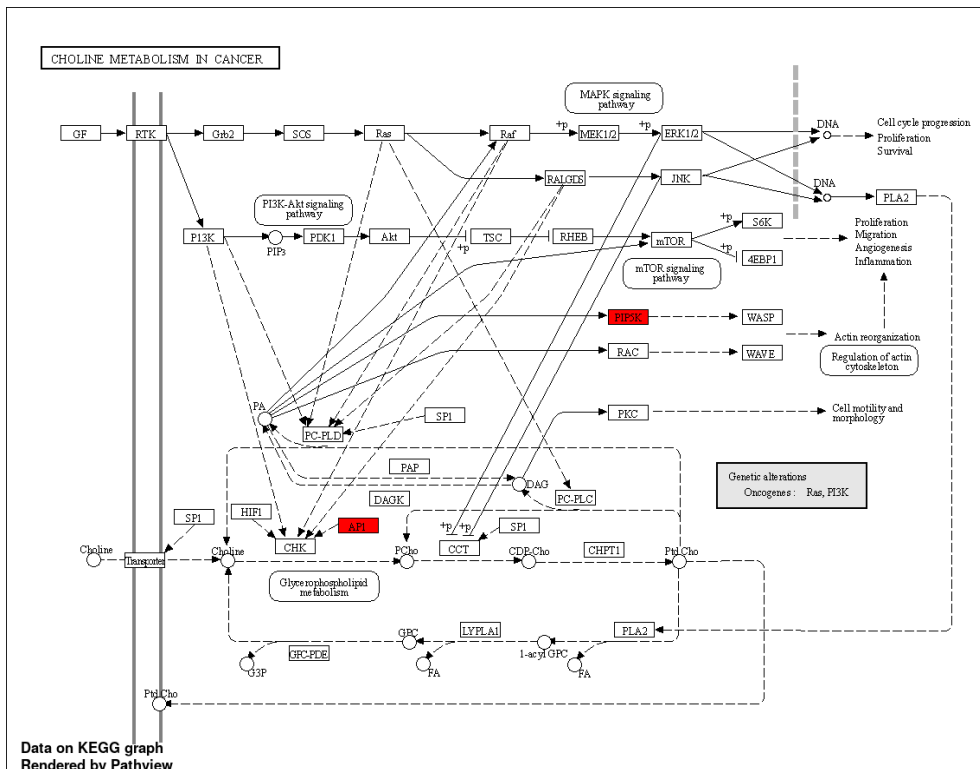 CHOLINE METABOLISM IN CANCER
MAPK signaling
pathway
GF
RTK
Grb2
SOS
Ras
Raf
+p
MEK1/2
+p
ERK1/2
DNA
Cell cycle progression
Proliferation
Survival
RALGDS
JNK
DNA
PLA2
PI3K-Akt signaling
pathway
P13K
PIP3
PDK1
Akt
+p
TSC
RHEB
mTOR
+p
S6K
+p
4EBP1
mTOR signaling
pathway
Proliferation
Migration
Angiogenesis
Inflammation
PIP5K
WASP
RAC
WAVE
Actin reorganization
Regulation of actin
cytoskeleton
PA
PC-PLD
SP1
PKC
Cell motility and
morphology
PAP
DAG
DAGK
PC-PLC
Genetic alterations
Oncogenes : Ras, PI3K
SP1
HIF1
AP1
+p
+p
SP1
Choline
Transporter
Choline
CHK
PCho
CCT
CDP-Cho
CHPT1
Ptd Cho
Glycerophospholipid
metabolism
GPC
LYPLA1
PLA2
1-acyl GPC
GPC-PDE
G3P
FA
FA
Ptd Cho
Data on KEGG graph
Rendered by Pathview